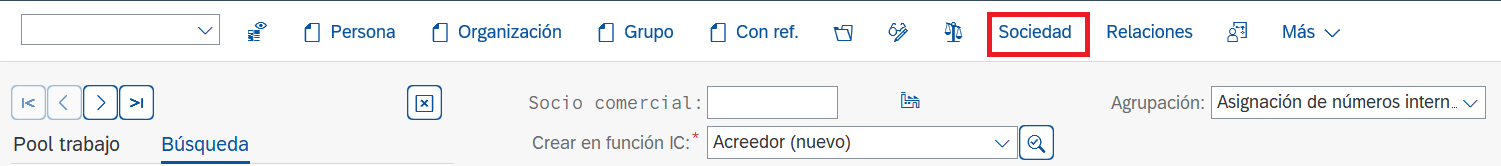 Persona Organización Grupo Con ref. Sociedad Relaciones Más
Socio comercial: Agrupación: Asignación de números intern...
Pool trabajo Búsqueda Crear en función IC:* Acreedor (nuevo)